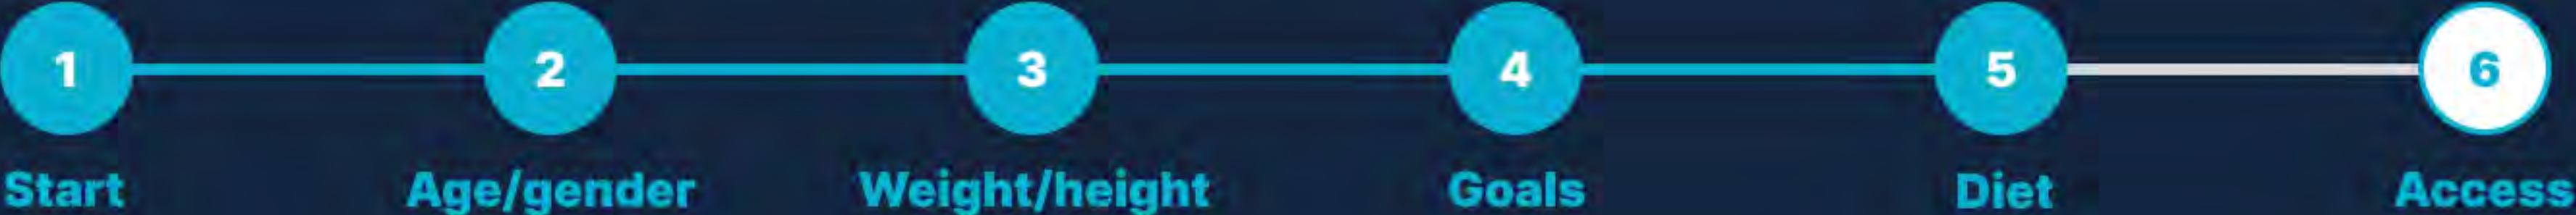 1 2 3 4 5 6
Start Age/gender Weight/height Goals Diet Access